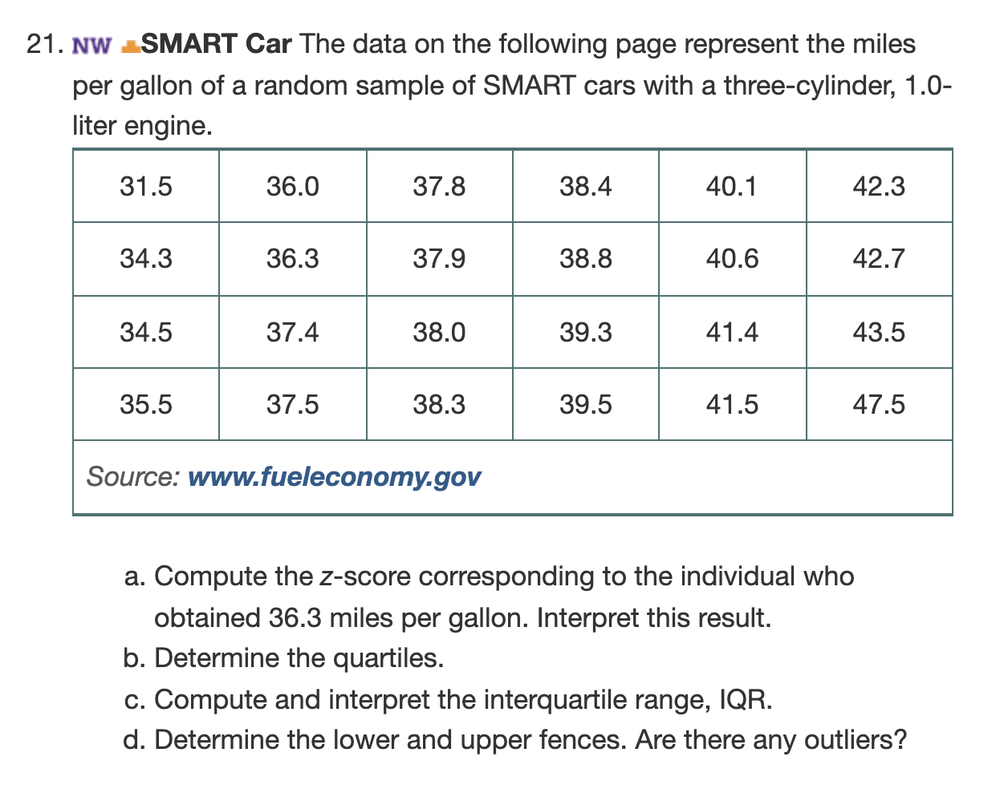 21. NW SMART Car The data on the following page represent the miles
per gallon of a random sample of SMART cars with a three-cylinder, 1.0-
liter engine.
31.5 36.0 37.8 38.4 40.1 42.3
34.3 36.3 37.9 38.8 40.6 42.7
34.5 37.4 38.0 39.3 41.4 43.5
35.5 37.5 38.3 39.5 41.5 47.5
Source: www.fueleconomy.gov
a. Compute the z-score corresponding to the individual who
obtained 36.3 miles per gallon. Interpret this result.
b. Determine the quartiles.
c. Compute and interpret the interquartile range, IQR.
d. Determine the lower and upper fences. Are there any outliers?